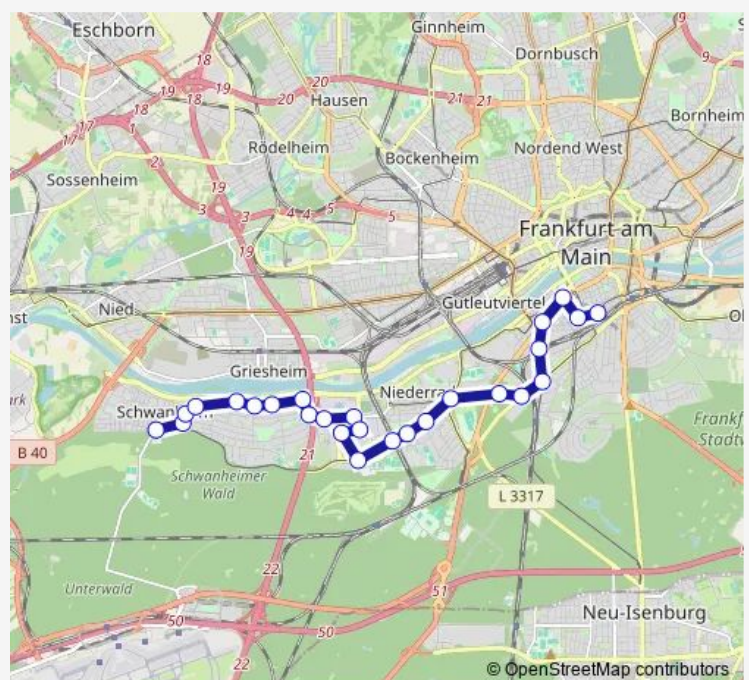 Eschborn
Ginnheim
Dornbusch
Hausen
Bornheim
Rödelheim
Bockenheim
Nordend West
Sossenheim
Frankfurt am
Main
Gutleutviertel
Nied
Griesheim
Niederrad
B 40
Schwanheimer
Wald
L 3317
Unterwald
Neu-Isenburg
18
19
18
19
18
17
17
1
2
20
20
21
21
9
9
19
3
3
4
4
5
5
19
21
22
50
50
51
22
© OpenStreetMap contributors